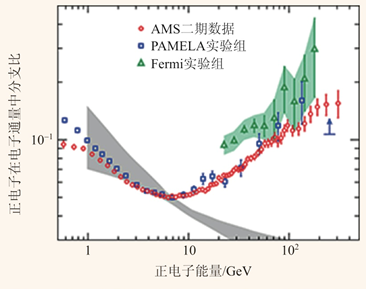 AMS二期数据
PAMELA实验组
Fermi实验组
正电子在电子通量中分支比
10⁻¹
1
10
10²
正电子能量/GeV